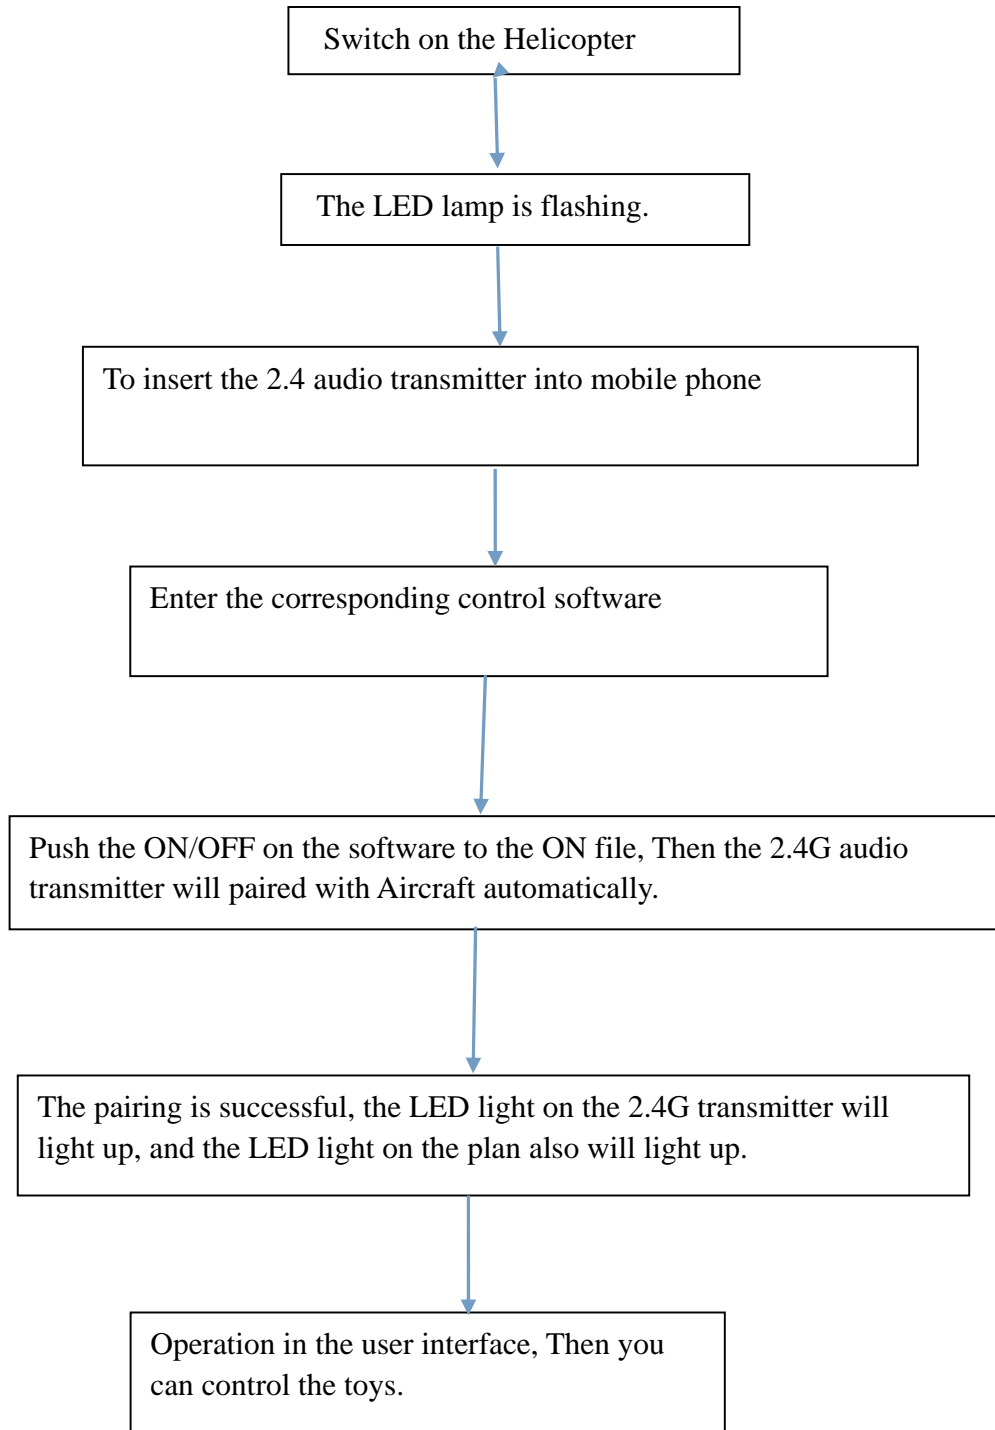 Switch on the Helicopter
The LED lamp is flashing.
To insert the 2.4 audio transmitter into mobile phone
Enter the corresponding control software
Push the ON/OFF on the software to the ON file, Then the 2.4G audio
transmitter will paired with Aircraft automatically.
The pairing is successful, the LED light on the 2.4G transmitter will
light up, and the LED light on the plan also will light up.
Operation in the user interface, Then you
can control the toys.